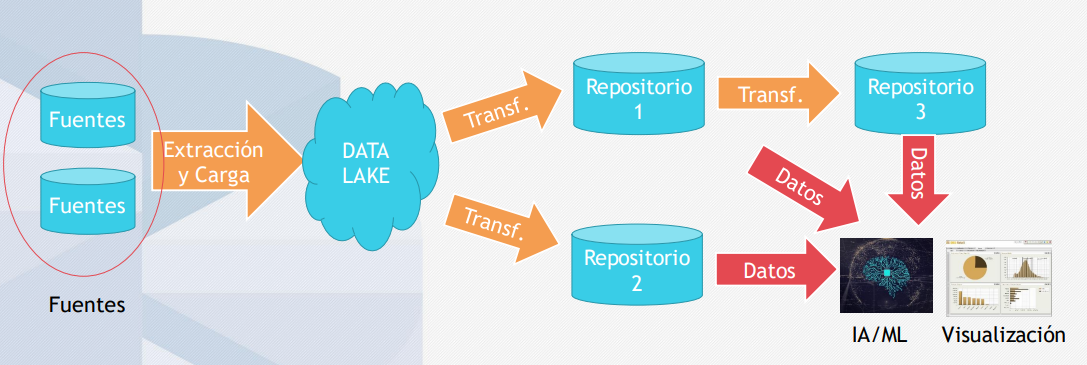 Fuentes
Fuentes
Fuentes
Extracción
y Carga
DATA
LAKE
Transf.
Transf.
Repositorio
1
Repositorio
2
Transf.
Repositorio
3
Datos
Datos
Datos
IA/ML
Visualización